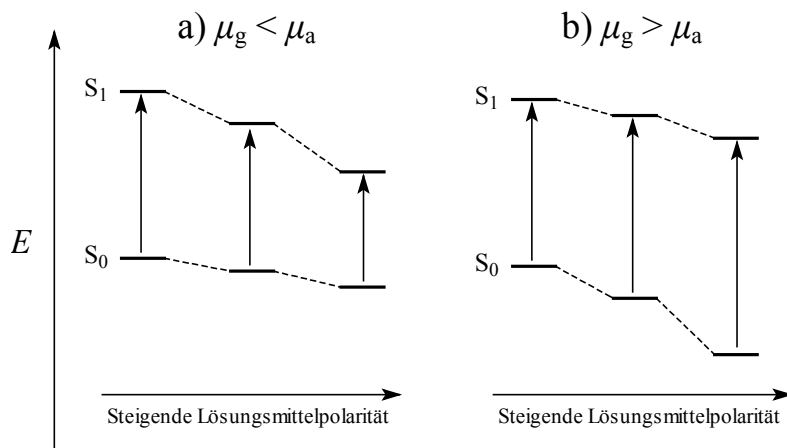 a) μg < μa
b) μg > μa
S1
S0
S1
S0
E
Steigende Lösungsmittelpolarität
Steigende Lösungsmittelpolarität